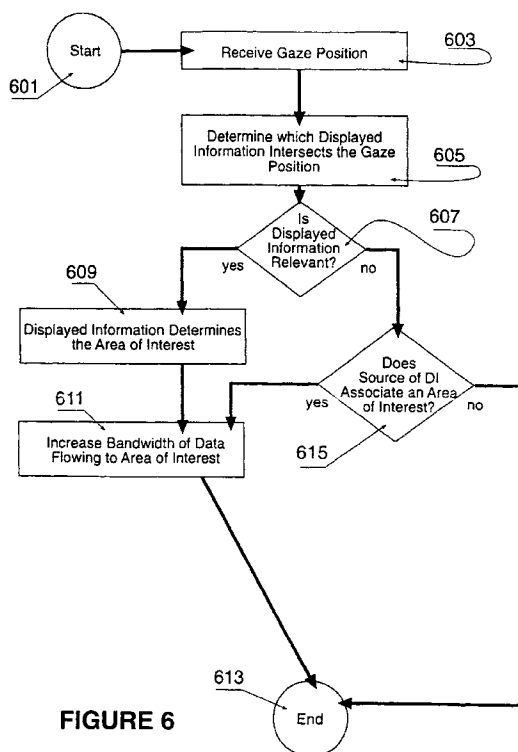 Start
601
Receive Gaze Position
603
Determine which Displayed
Information Intersects the Gaze
Position
605
Is
Displayed
Information
Relevant?
607
yes
no
609
Displayed Information Determines
the Area of Interest
Does
Source of DI
Associate an Area
of Interest?
yes
no
615
611
Increase Bandwidth of Data
Flowing to Area of Interest
613
End
FIGURE 6